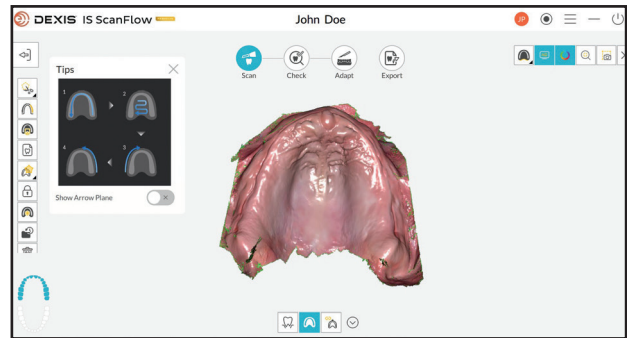 DEXIS IS ScanFlow
John Doe
JP
Scan
Check
Adapt
Export
Tips
1
2
4
3
Show Arrow Plane